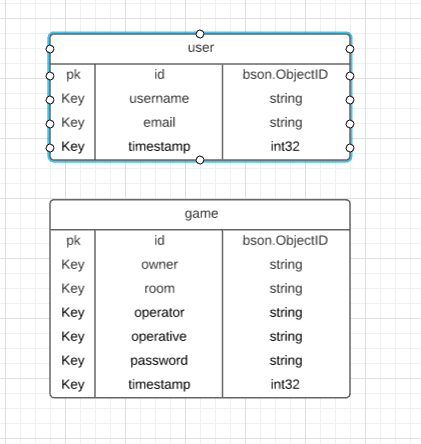 user
pk id bson.ObjectID
Key username string
Key email string
Key timestamp int32
game
pk id bson.ObjectID
Key owner string
Key room string
Key operator string
Key operative string
Key password string
Key timestamp int32